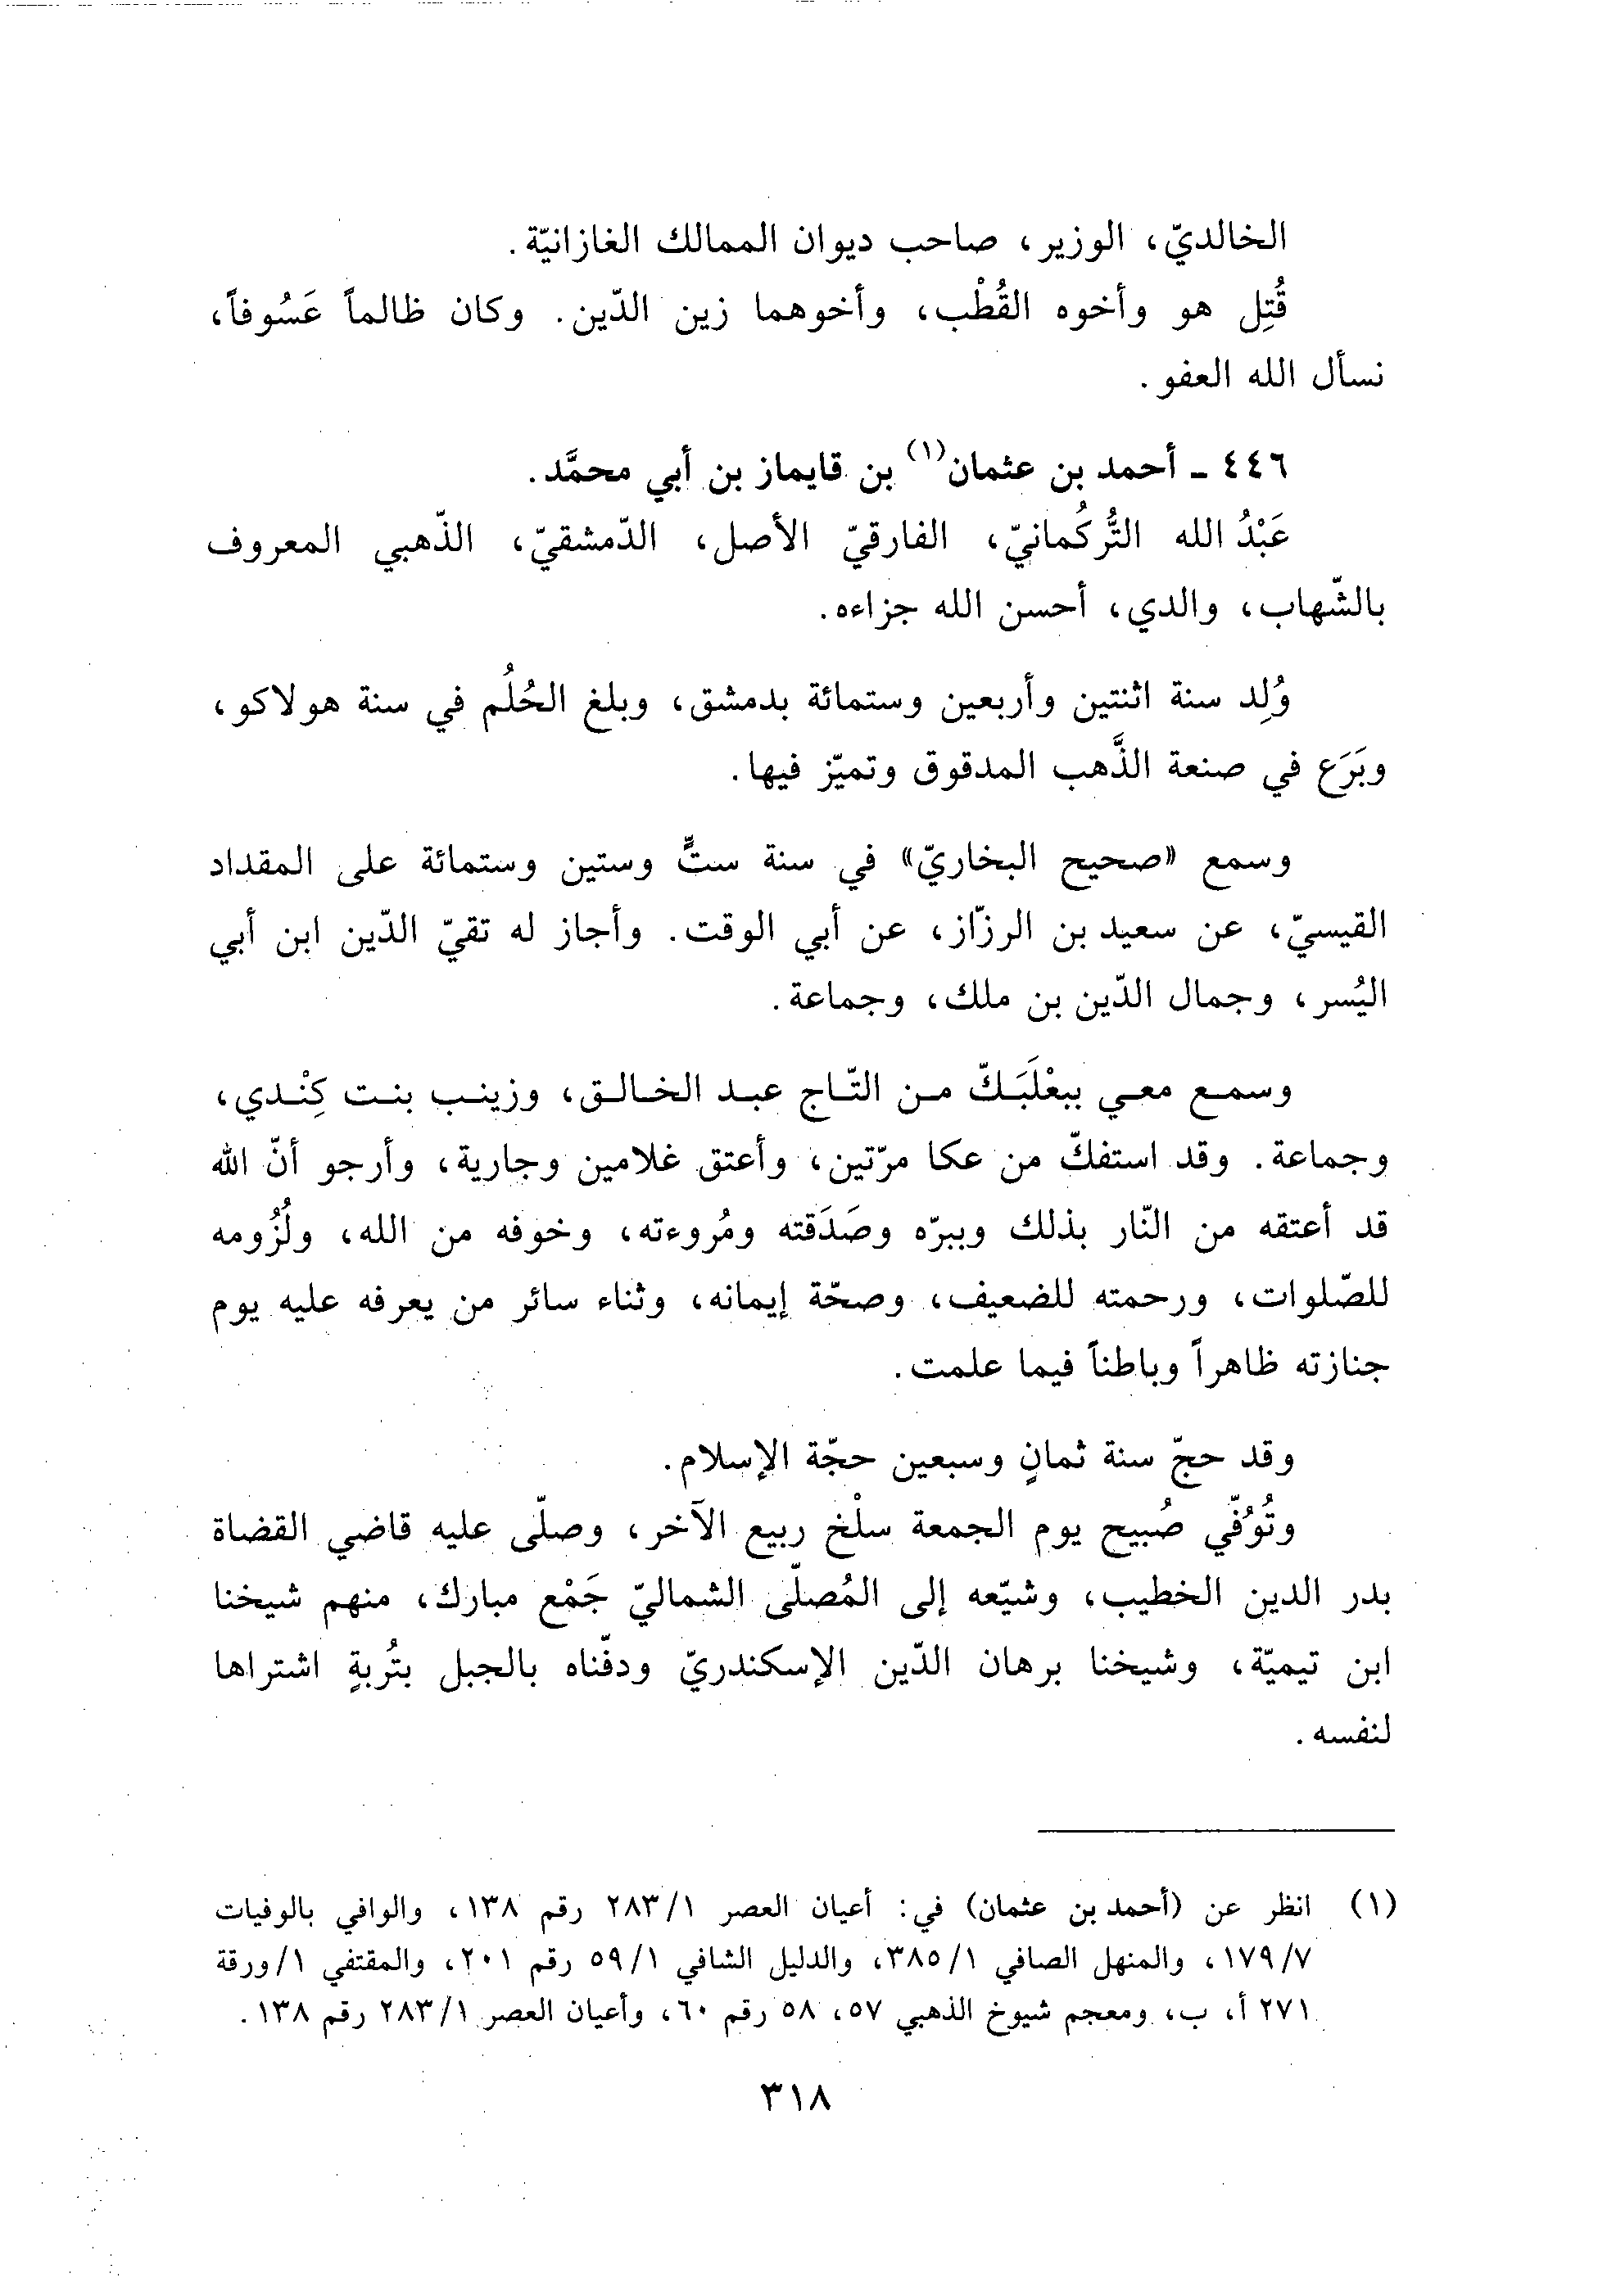 الخالديّ، الوزير، صاحب ديوان الممالك الغازانيّة.
قُتِل هو وأخوه القُطْب، وأخوهما زين الدّين. وكان ظالماً عَسُوفاً،
نسأل الله العفو.
٤٤٦ ـ أحمد بن عثمان(١) بن قايماز بن أبي محمَّد.
عَبْدُ الله التُّركُمانيّ، الفارقيّ الأصل، الدّمشقيّ، الذّهبي المعروف
بالشّهاب، والدي، أحسن الله جزاءه.
وُلِد سنة اثنتين وأربعين وستمائة بدمشق، وبلغ الحُلُم في سنة هولاكو،
وبَرَع في صنعة الذَّهب المدقوق وتميّز فيها.
وسمع «صحيح البخاريّ» في سنة ستٍّ وستين وستمائة على المقداد
القيسيّ، عن سعيد بن الرزّاز، عن أبي الوقت. وأجاز له تقيّ الدّين ابن أبي
اليُسر، وجمال الدّين بن ملك، وجماعة.
وسمع معي ببعْلَبَكّ من التّاج عبد الخالق، وزينب بنت كِنْدي،
وجماعة. وقد استفكّ من عكا مرّتين، وأعتق غلامين وجارية، وأرجو أنّ الله
قد أعتقه من النّار بذلك وببرّه وصَدَقته ومُروءته، وخوفه من الله، ولُزُومه
للصّلوات، ورحمته للضعيف، وصحّة إيمانه، وثناء سائر من يعرفه عليه يوم
جنازته ظاهراً وباطناً فيما علمت.
وقد حجّ سنة ثمانٍ وسبعين حجّة الإسلام.
وتُوُفّي صُبيح يوم الجمعة سلْخ ربيع الآخر، وصلّى عليه قاضي القضاة
بدر الدين الخطيب، وشيّعه إلى المُصلّى الشماليّ جَمْع مبارك، منهم شيخنا
ابن تيميّة، وشيخنا برهان الدّين الإسكندريّ ودفّناه بالجبل بتُربةٍ اشتراها
لنفسه.
(١) انظر عن (أحمد بن عثمان) في: أعيان العصر ٢٨٣/١ رقم ١٣٨، والوافي بالوفيات
١٧٩/٧، والمنهل الصافي ٣٨٥/١، والدليل الشافي ٥٩/١ رقم ٢٠١، والمقتفي ١/ورقة
٢٧١ أ، ب، ومعجم شيوخ الذهبي ٥٧، ٥٨ رقم ٦٠، وأعيان العصر ٢٨٣/١ رقم ١٣٨.
٣١٨